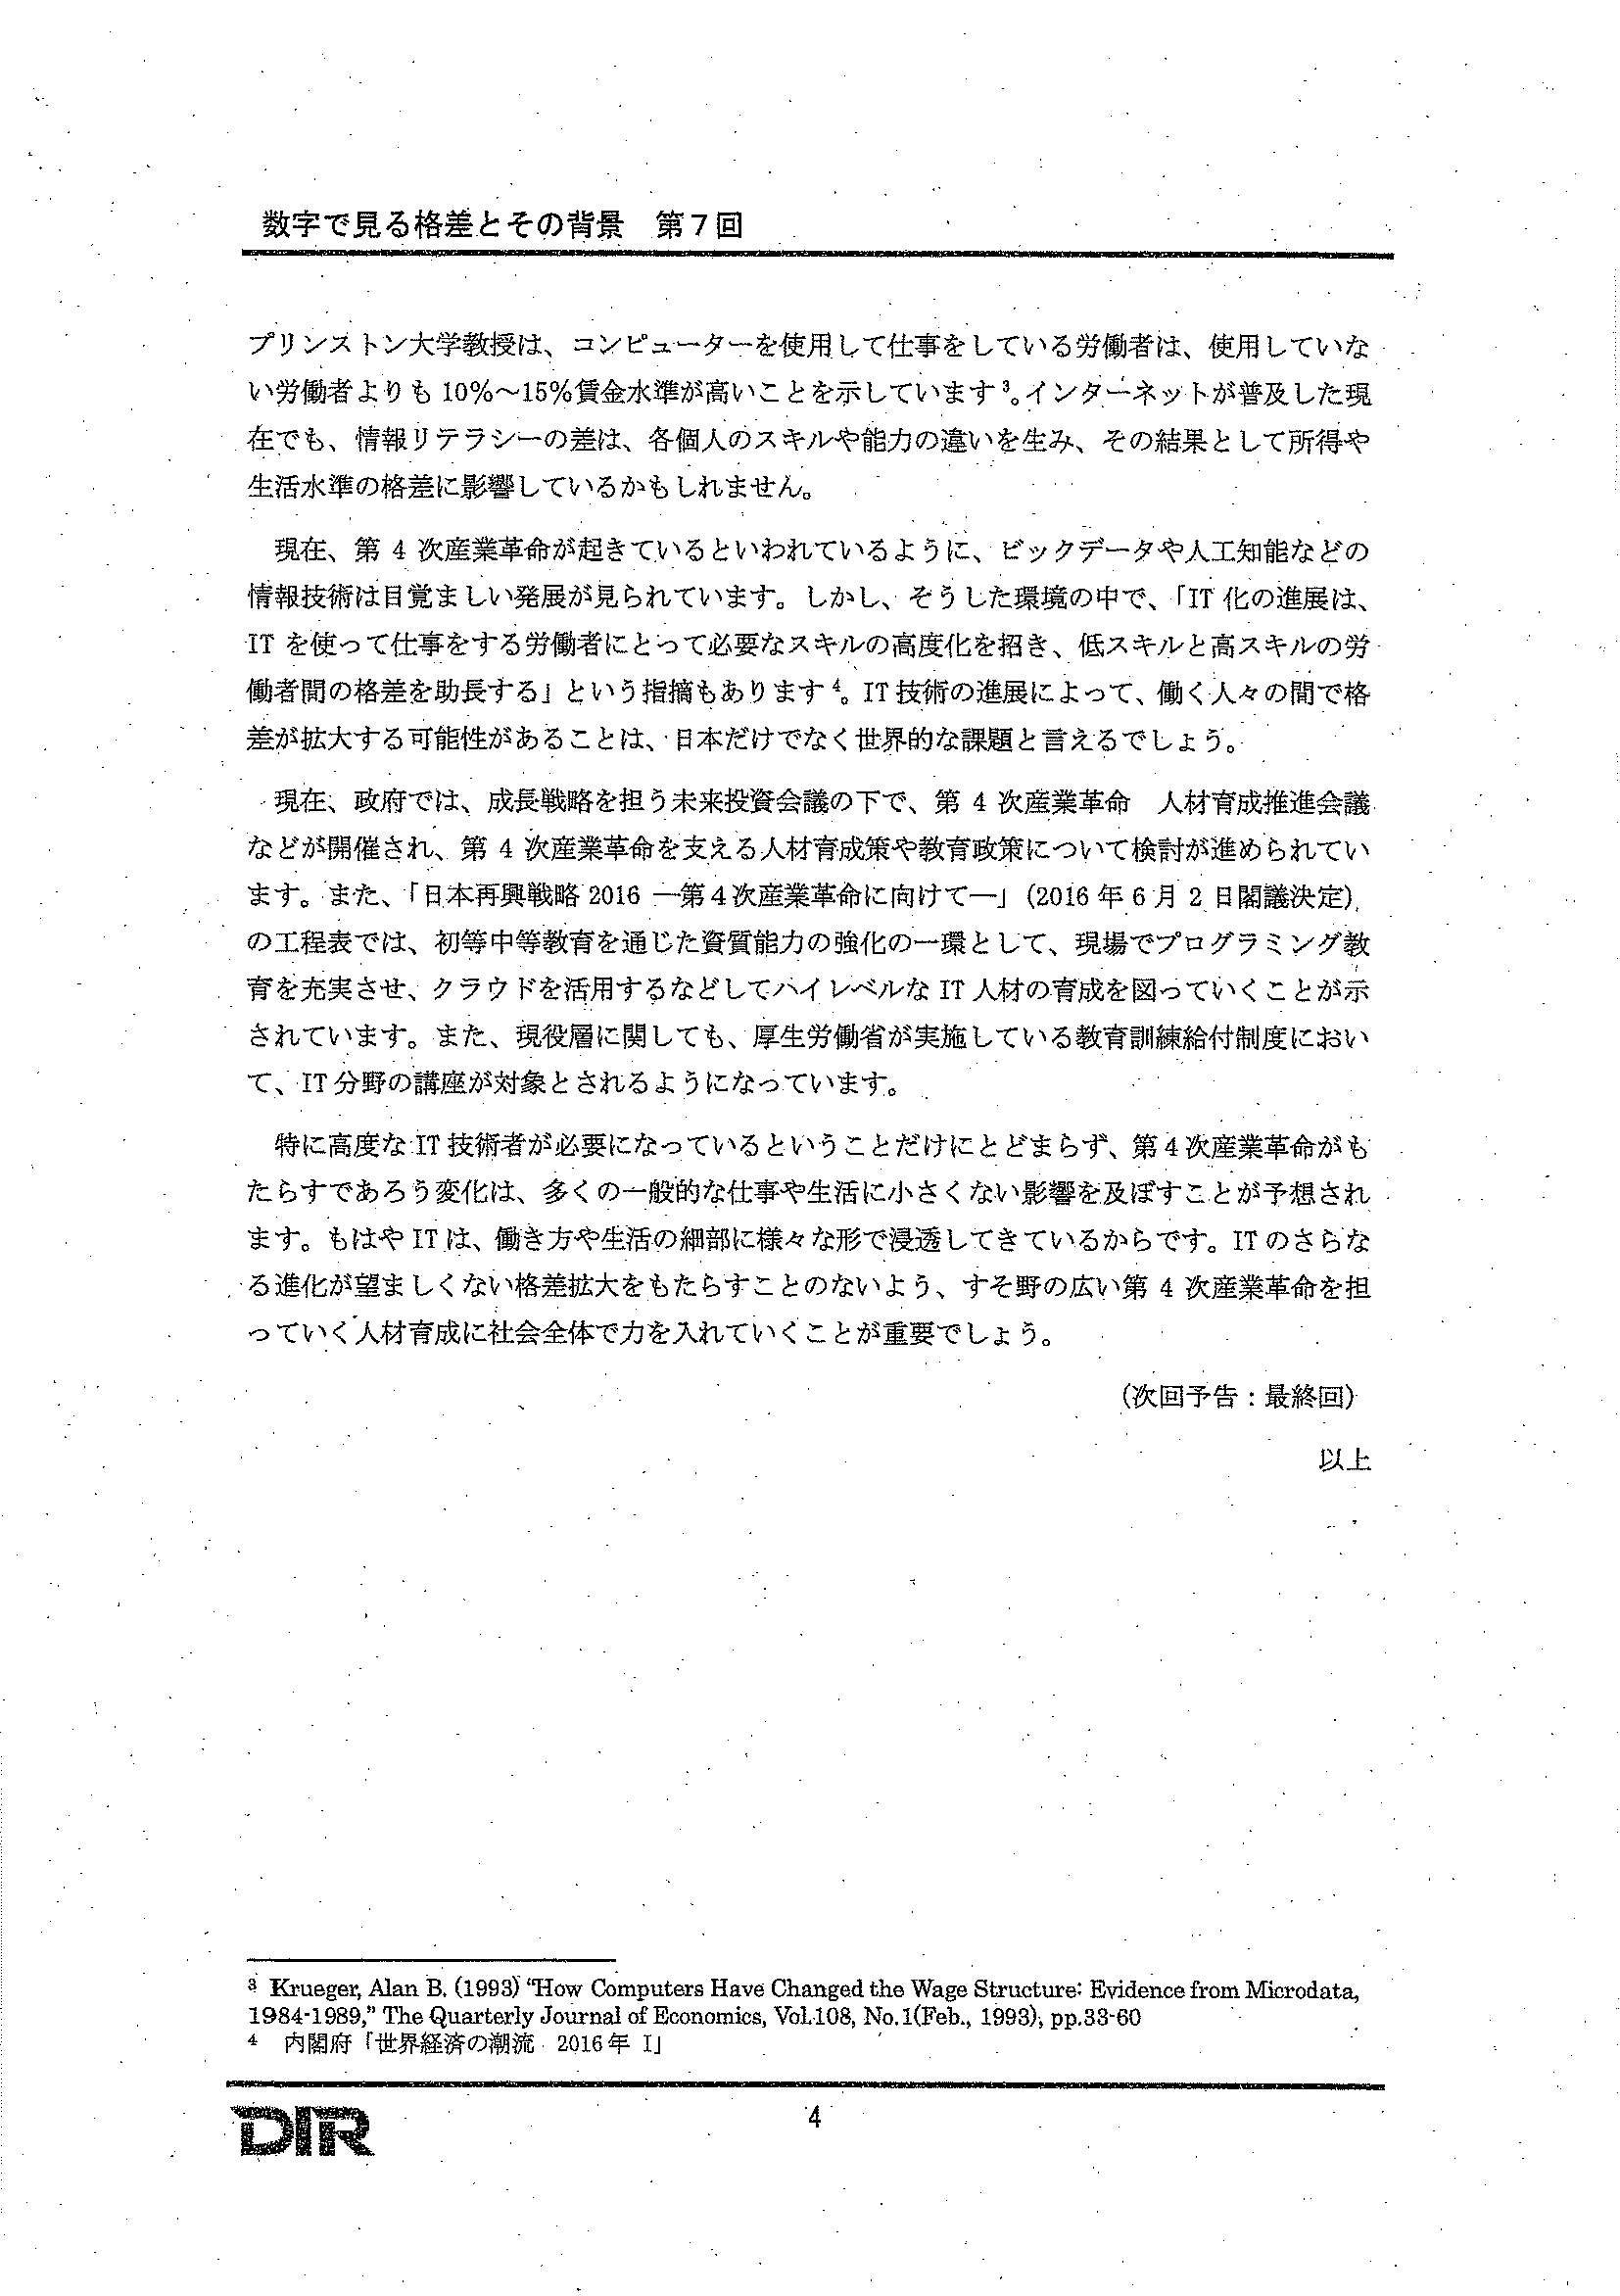 数字で見る格差とその背景　第７回
プリンストン大学教授は、コンピューターを使用して仕事をしている労働者は、使用していな
い労働者よりも 10%～15%賃金水準が高いことを示しています³。インターネットが普及した現
在でも、情報リテラシーの差は、各個人のスキルや能力の違いを生み、その結果として所得や
生活水準の格差に影響しているかもしれません。
現在、第 4 次産業革命が起きているといわれているように、ビックデータや人工知能などの
情報技術は目覚ましい発展が見られています。しかし、そうした環境の中で、「IT 化の進展は、
IT を使って仕事をする労働者にとって必要なスキルの高度化を招き、低スキルと高スキルの労
働者間の格差を助長する」という指摘もあります⁴。IT 技術の進展によって、働く人々の間で格
差が拡大する可能性があることは、日本だけでなく世界的な課題と言えるでしょう。
現在、政府では、成長戦略を担う未来投資会議の下で、第 4 次産業革命　人材育成推進会議
などが開催され、第 4 次産業革命を支える人材育成策や教育政策について検討が進められてい
ます。また、「日本再興戦略 2016 ―第４次産業革命に向けて―」（2016 年 6 月 2 日閣議決定）
の工程表では、初等中等教育を通じた資質能力の強化の一環として、現場でプログラミング教
育を充実させ、クラウドを活用するなどしてハイレベルな IT 人材の育成を図っていくことが示
されています。また、現役層に関しても、厚生労働省が実施している教育訓練給付制度におい
て、IT 分野の講座が対象とされるようになっています。
特に高度な IT 技術者が必要になっているということだけにとどまらず、第４次産業革命がも
たらすであろう変化は、多くの一般的な仕事や生活に小さくない影響を及ぼすことが予想され
ます。もはや IT は、働き方や生活の細部に様々な形で浸透してきているからです。IT のさらな
る進化が望ましくない格差拡大をもたらすことのないよう、すそ野の広い第 4 次産業革命を担
っていく人材育成に社会全体で力を入れていくことが重要でしょう。
（次回予告：最終回）
以上
³ Krueger, Alan B. (1993) “How Computers Have Changed the Wage Structure: Evidence from Microdata,
1984-1989,” The Quarterly Journal of Economics, Vol.108, No.1(Feb., 1993), pp.33-60
⁴ 内閣府「世界経済の潮流 2016 年 I」
DIR
4